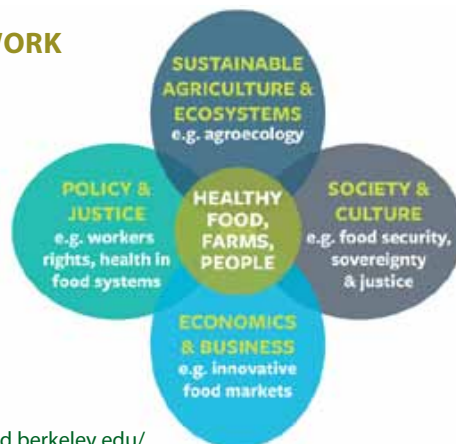 WORK
SUSTAINABLE
AGRICULTURE &
ECOSYSTEMS
e.g. agroecology
POLICY &
JUSTICE
e.g. workers
rights, health in
food systems
HEALTHY
FOOD,
FARMS,
PEOPLE
SOCIETY &
CULTURE
e.g. food security,
sovereignty
& justice
ECONOMICS
& BUSINESS
e.g. innovative
food markets
d.berkeley.edu/